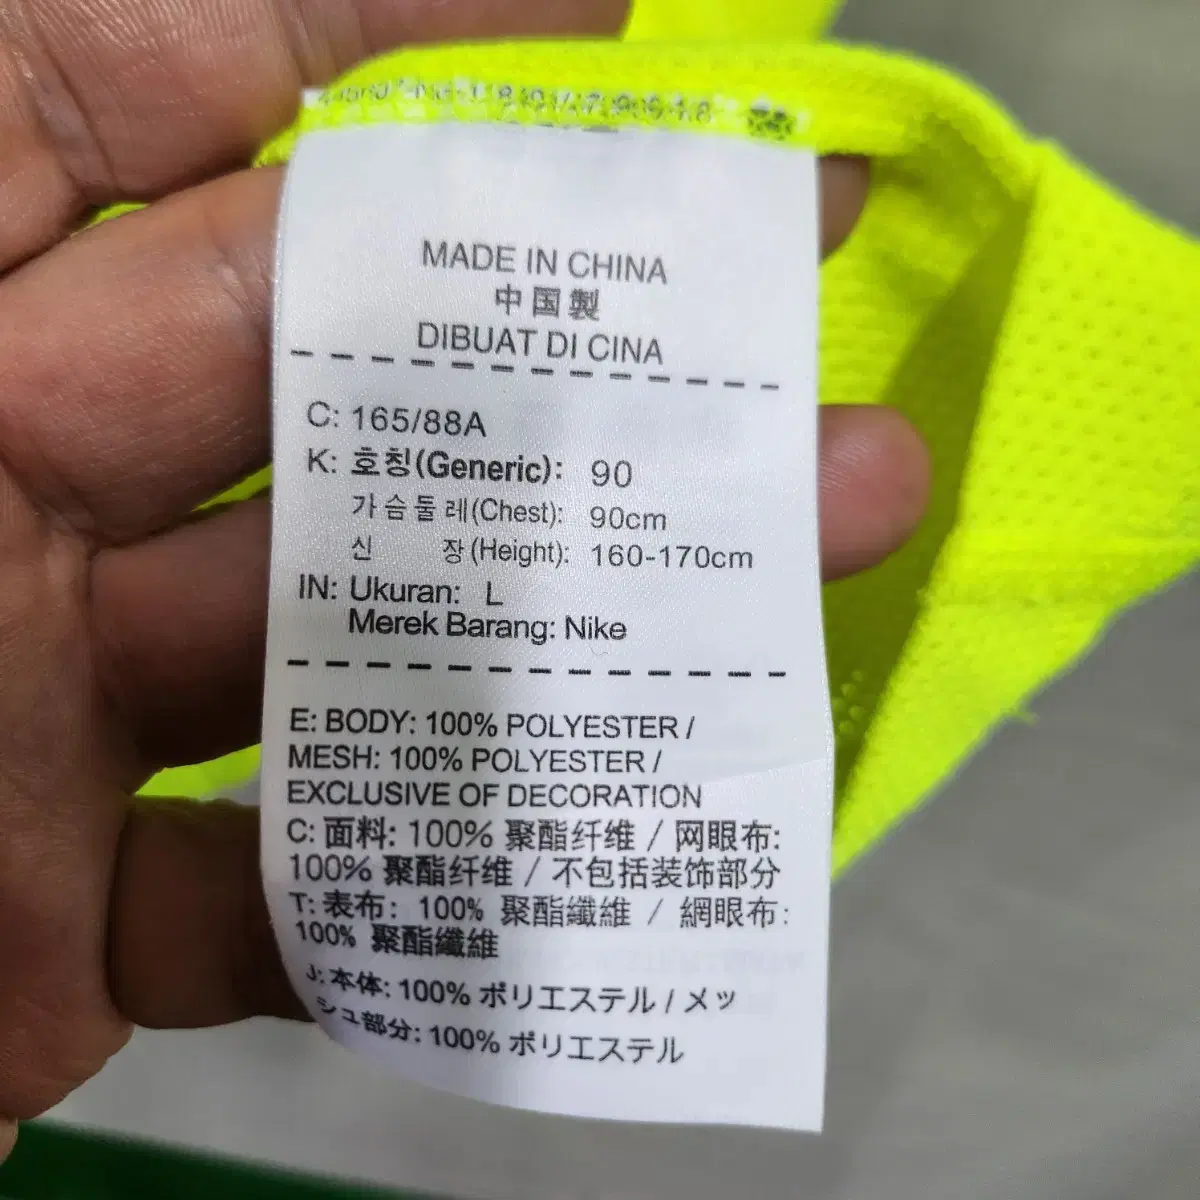 MADE IN CHINA
中国製
DIBUAT DI CINA
C: 165/88A
K: 호칭(Generic): 90
가슴둘레(Chest): 90cm
신 장(Height): 160-170cm
IN: Ukuran: L
Merek Barang: Nike
E: BODY: 100% POLYESTER /
MESH: 100% POLYESTER /
EXCLUSIVE OF DECORATION
C: 面料: 100% 聚酯纤维 / 网眼布:
100% 聚酯纤维 / 不包括装饰部分
T: 表布: 100% 聚酯纖維 / 網眼布:
100% 聚酯纖維
J: 本体: 100% ポリエステル / メッ
シュ部分: 100% ポリエステル